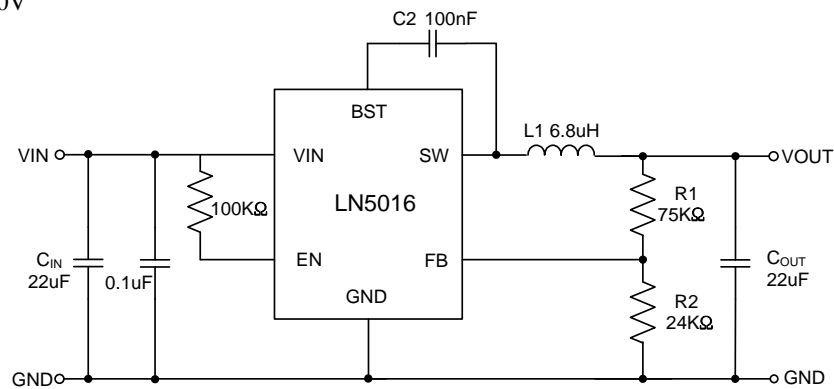 0V
C2 100nF
BST
L1 6.8uH
VIN
VIN
SW
VOUT
R1
75KΩ
100KΩ
LN5016
CIN
22uF
0.1uF
EN
FB
COUT
22uF
GND
R2
24KΩ
GND
GND